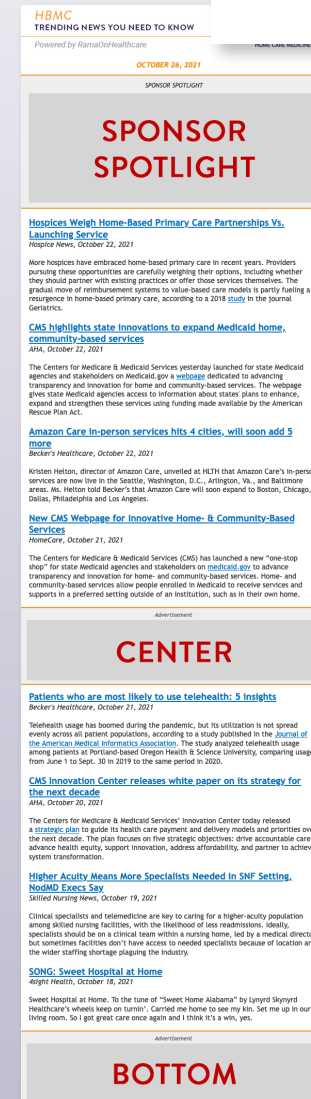 HBMC
TRENDING NEWS YOU NEED TO KNOW
Powered by RamaOnHealthcare
HOME CARE MEDICINE
OCTOBER 26, 2021
SPONSOR SPOTLIGHT
SPONSOR
SPOTLIGHT
Hospices Weigh Home-Based Primary Care Partnerships Vs.
Launching Service
Hospice News, October 22, 2021
More hospices have embraced home-based primary care in recent years. Providers
pursuing these opportunities are carefully weighing their options, including whether
they should partner with existing practices or offer those services themselves. The
gradual move of reimbursement systems to value-based care models is partly fueling a
resurgence in home-based primary care, according to a 2018 study in the journal
Geriatrics.
CMS highlights state innovations to expand Medicaid home,
community-based services
AHA, October 22, 2021
The Centers for Medicare & Medicaid Services yesterday launched for state Medicaid
agencies and stakeholders on Medicaid.gov a webpage dedicated to advancing
transparency and innovation for home and community-based services. The webpage
gives state Medicaid agencies access to information about states' plans to enhance,
expand and strengthen these services using funding made available by the American
Rescue Plan Act.
Amazon Care in-person services hits 4 cities, will soon add 5
more
Becker's Healthcare, October 22, 2021
Kristen Helton, director of Amazon Care, unveiled at HLTH that Amazon Care's in-perso
services are now live in the Seattle, Washington, D.C., Arlington, Va., and Baltimore
areas. Ms. Helton told Becker's that Amazon Care will soon expand to Boston, Chicago,
Dallas, Philadelphia and Los Angeles.
New CMS Webpage for Innovative Home- & Community-Based
Services
HomeCare, October 21, 2021
The Centers for Medicare & Medicaid Services (CMS) has launched a new "one-stop
shop" for state Medicaid agencies and stakeholders on medicaid.gov to advance
transparency and innovation for home- and community-based services. Home- and
community-based services allow people enrolled in Medicaid to receive services and
supports in a preferred setting outside of an institution, such as in their own home.
Advertisement
CENTER
Patients who are most likely to use telehealth: 5 insights
Becker's Healthcare, October 21, 2021
Telehealth usage has boomed during the pandemic, but its utilization is not spread
evenly across all patient populations, according to a study published in the Journal of
the American Medical Informatics Association. The study analyzed telehealth usage
among patients at Portland-based Oregon Health & Science University, comparing usage
from June 1 to Sept. 30 in 2019 to the same period in 2020.
CMS Innovation Center releases white paper on its strategy for
the next decade
AHA, October 20, 2021
The Centers for Medicare & Medicaid Services' Innovation Center today released
a strategic plan to guide its health care payment and delivery models and priorities ove
the next decade. The plan focuses on five strategic objectives: drive accountable care
advance health equity, support innovation, address affordability, and partner to achiev
system transformation.
Higher Acuity Means More Specialists Needed in SNF Setting,
NodMD Execs Say
Skilled Nursing News, October 19, 2021
Clinical specialists and telemedicine are key to caring for a higher-acuity population
among skilled nursing facilities, with the likelihood of less readmissions. Ideally,
specialists should be on a clinical team within a nursing home, led by a medical directo
but sometimes facilities don't have access to needed specialists because of location an
the wider staffing shortage plaguing the industry.
SONG: Sweet Hospital at Home
4sight Health, October 18, 2021
Sweet Hospital at Home. To the tune of "Sweet Home Alabama" by Lynyrd Skynyrd
Healthcare's wheels keep on turnin'. Carried me home to see my kin. Set me up in our
living room. So I got great care once again and I think it's a win, yes.
Advertisement
BOTTOM